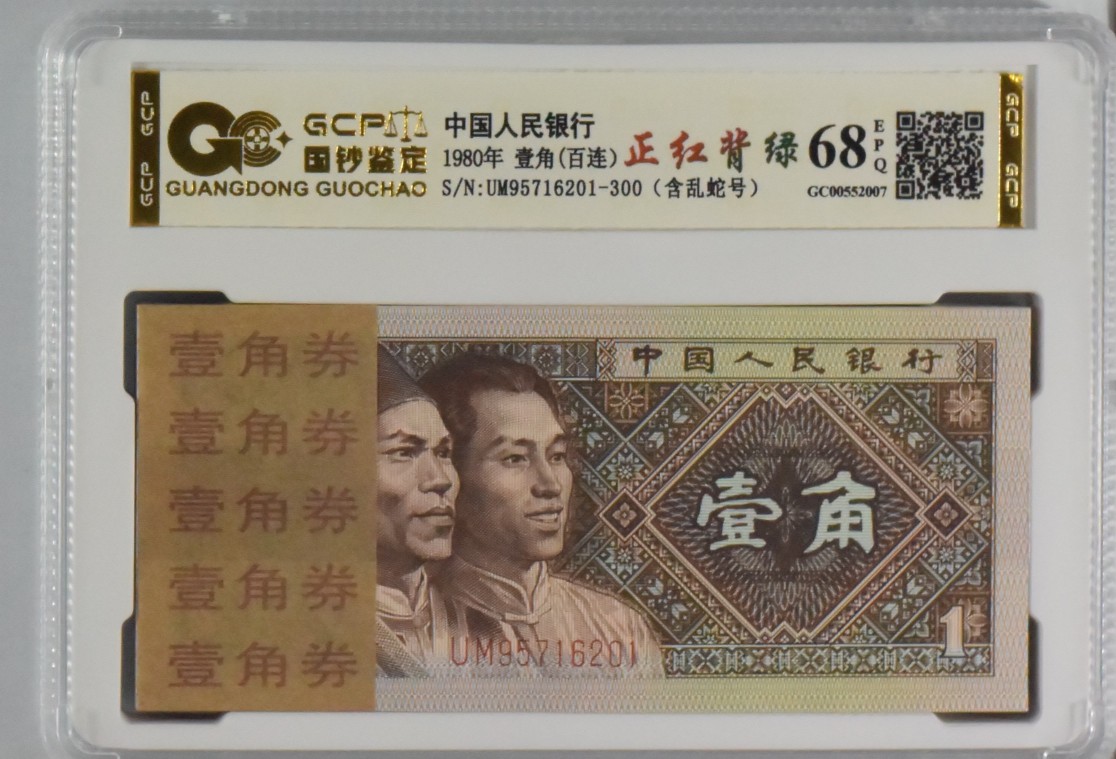 GCP GCP
GCP
国钞鉴定
GUANGDONG GUOCHAO
中国人民银行
1980年 壹角(百连)
正红背绿
S/N:UM95716201-300（含乱蛇号）
68
EPQ
GC00552007
GCP GCP
壹角券
壹角券
壹角券
壹角券
壹角券
中国人民银行
壹角
UM95716201
1